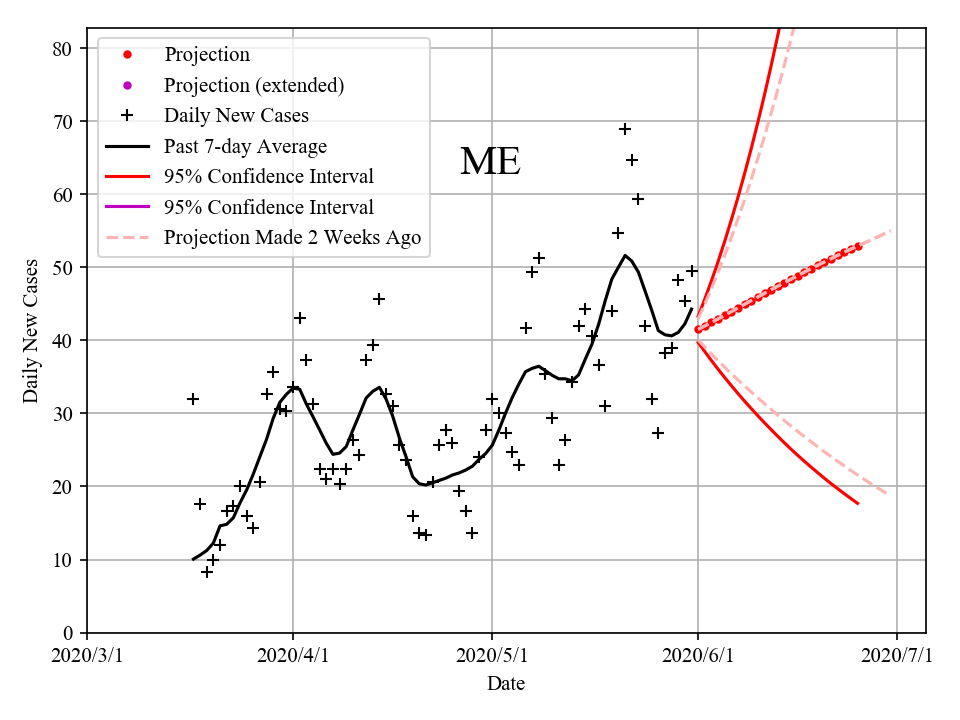 80
70
60
50
40
30
20
10
0
Daily New Cases
Projection
Projection (extended)
Daily New Cases
Past 7-day Average
95% Confidence Interval
95% Confidence Interval
Projection Made 2 Weeks Ago
ME
2020/3/1 2020/4/1 2020/5/1 2020/6/1 2020/7/1
Date